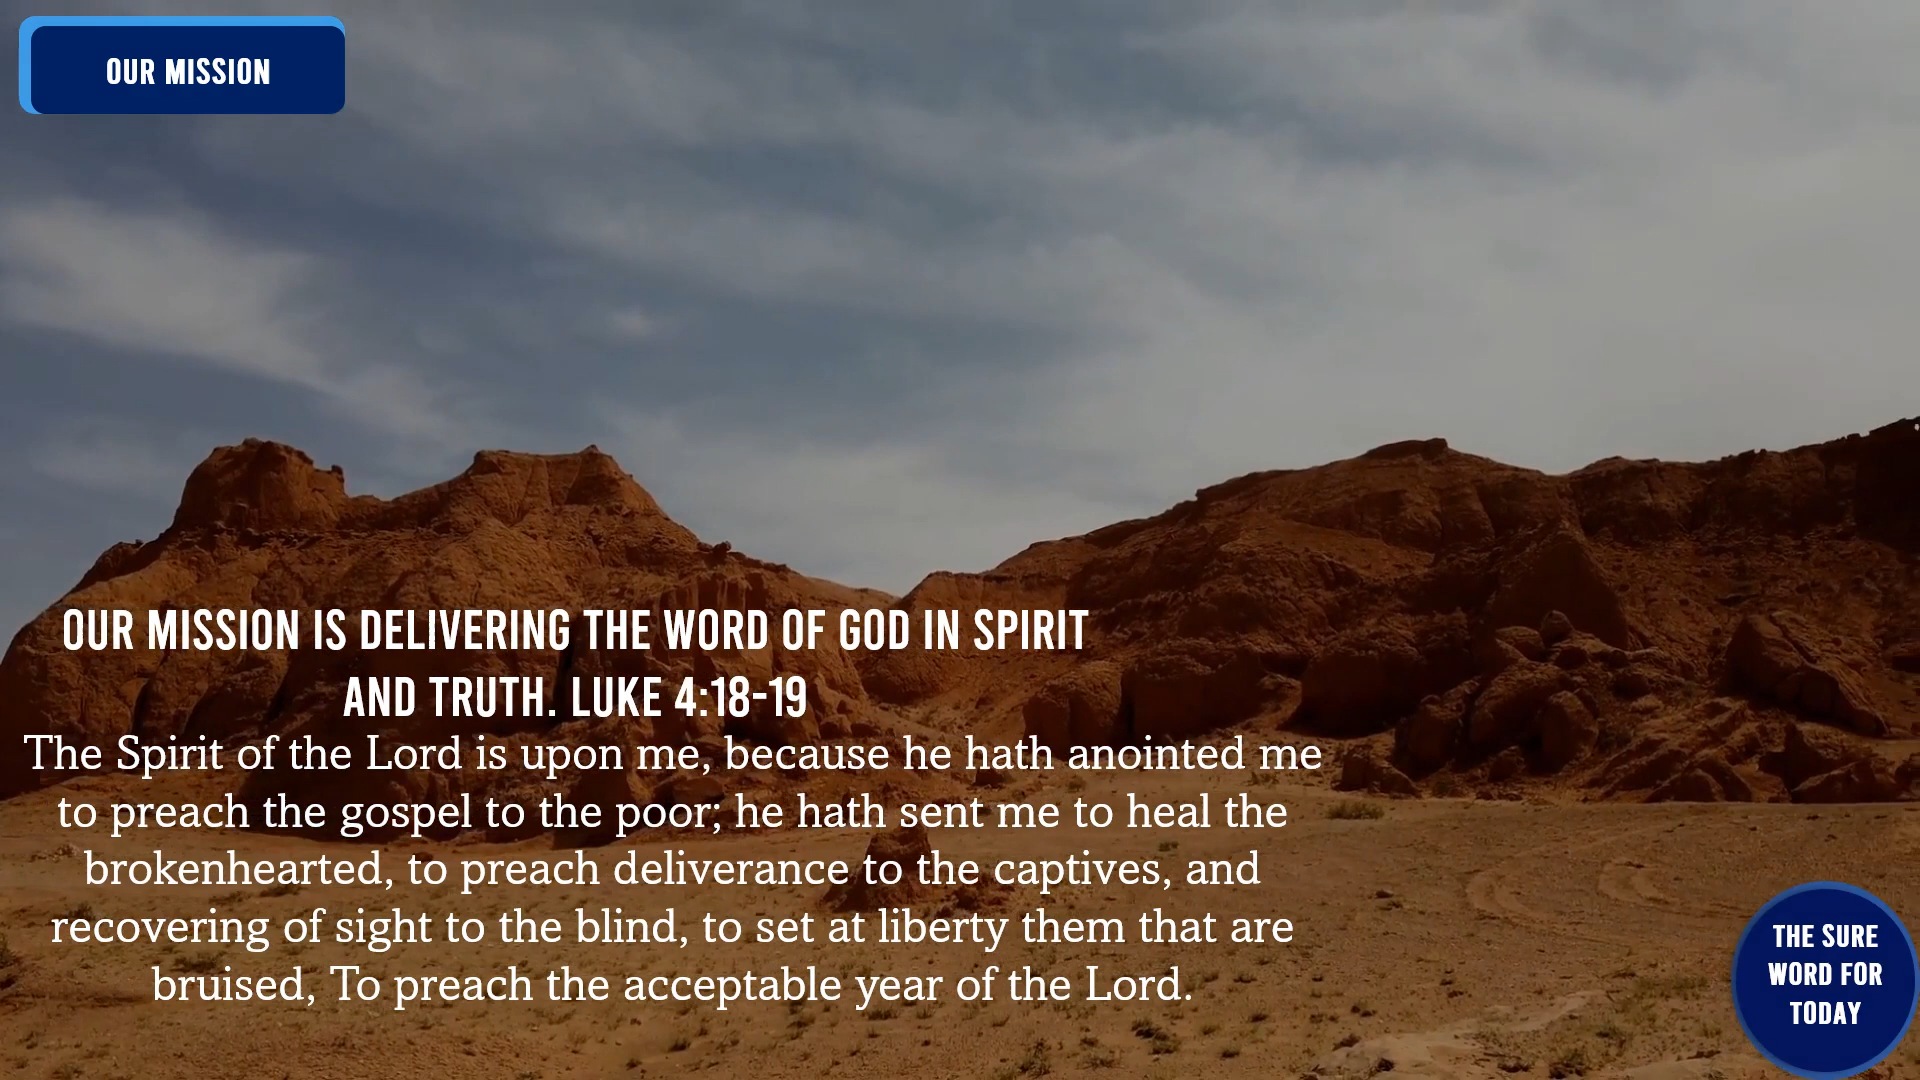 OUR MISSION
OUR MISSION IS DELIVERING THE WORD OF GOD IN SPIRIT
AND TRUTH. LUKE 4:18-19
The Spirit of the Lord is upon me, because he hath anointed me
to preach the gospel to the poor; he hath sent me to heal the
brokenhearted, to preach deliverance to the captives, and
recovering of sight to the blind, to set at liberty them that are
bruised, To preach the acceptable year of the Lord.
THE SURE
WORD FOR
TODAY